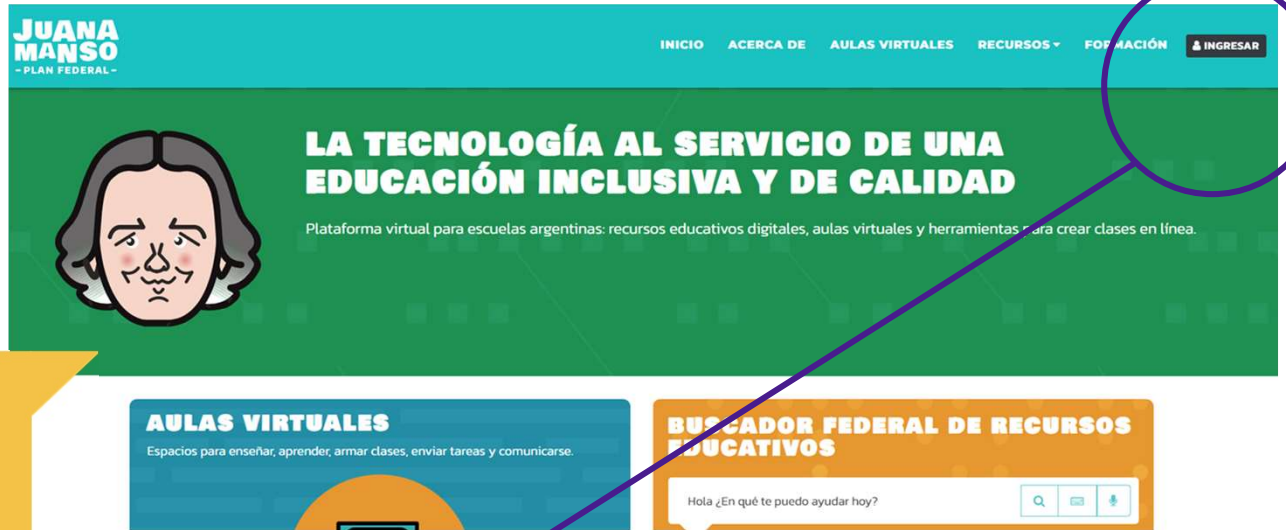 JUANA
MANSO
- PLAN FEDERAL -
INICIO ACERCA DE AULAS VIRTUALES RECURSOS FORMACIÓN INGRESAR
LA TECNOLOGÍA AL SERVICIO DE UNA
EDUCACIÓN INCLUSIVA Y DE CALIDAD
Plataforma virtual para escuelas argentinas: recursos educativos digitales, aulas virtuales y herramientas para crear clases en línea.
AULAS VIRTUALES
Espacios para enseñar, aprender, armar clases, enviar tareas y comunicarse.
BUSCADOR FEDERAL DE RECURSOS
EDUCATIVOS
Hola ¿En qué te puedo ayudar hoy?